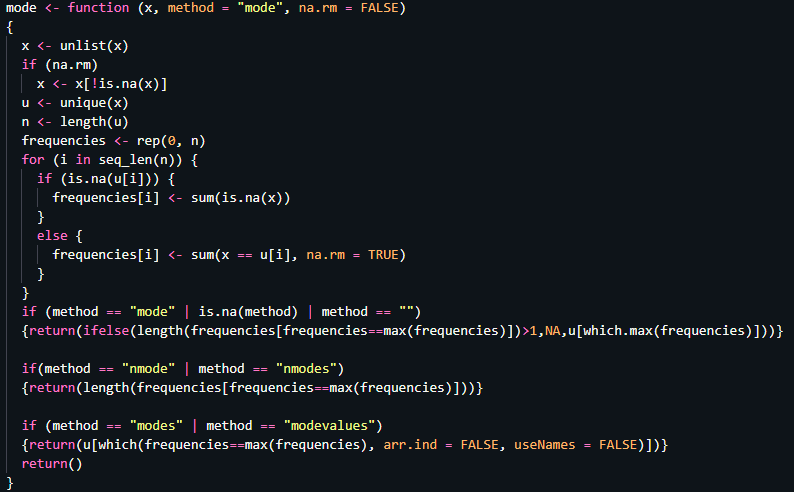 mode <- function (x, method = "mode", na.rm = FALSE)
{
  x <- unlist(x)
  if (na.rm)
    x <- x[!is.na(x)]
  u <- unique(x)
  n <- length(u)
  frequencies <- rep(0, n)
  for (i in seq_len(n)) {
    if (is.na(u[i])) {
      frequencies[i] <- sum(is.na(x))
    }
    else {
      frequencies[i] <- sum(x == u[i], na.rm = TRUE)
    }
  }
  if (method == "mode" | is.na(method) | method == "")
  {return(ifelse(length(frequencies[frequencies==max(frequencies)])>1,NA,u[which.max(frequencies)]))}

  if(method == "nmode" | method == "nmodes")
  {return(length(frequencies[frequencies==max(frequencies)]))}

  if (method == "modes" | method == "modevalues")
  {return(u[which(frequencies==max(frequencies), arr.ind = FALSE, useNames = FALSE)])}
  return()
}